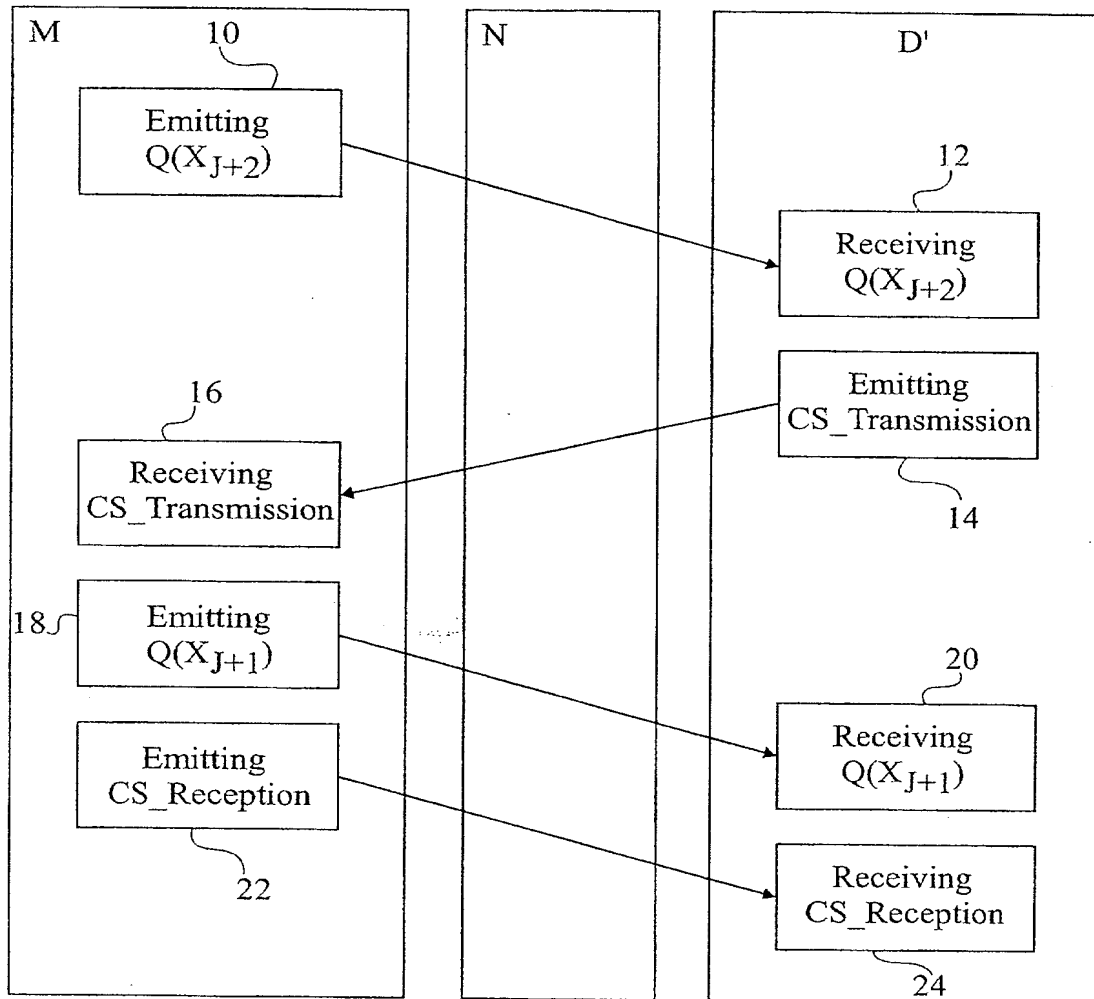 M
N
D'
10
Emitting
Q(X_{J+2})
12
Receiving
Q(X_{J+2})
Emitting
CS_Transmission
14
16
Receiving
CS_Transmission
18
Emitting
Q(X_{J+1})
20
Receiving
Q(X_{J+1})
Emitting
CS_Reception
22
Receiving
CS_Reception
24